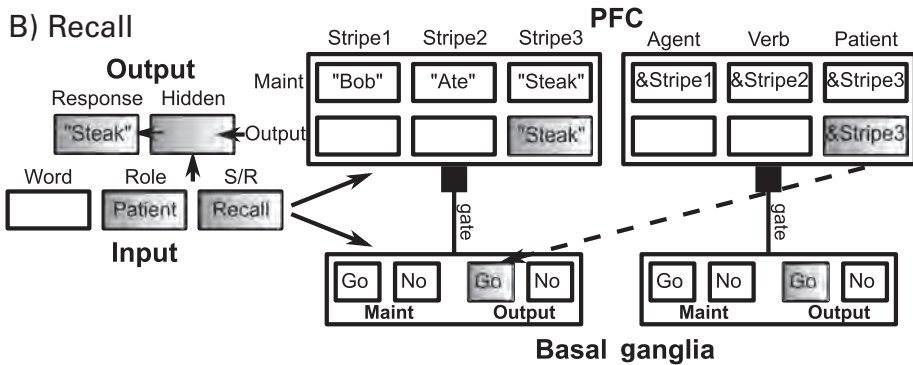 B) Recall
PFC
Stripe1 Stripe2 Stripe3 Agent Verb Patient
Output
Response Hidden
Maint "Bob" "Ate" "Steak" &Stripe1 &Stripe2 &Stripe3
"Steak" Output "Steak" &Stripe3
Word Role S/R
Patient Recall
Input
gate gate
Go No Go No Go No Go No
Maint Output Maint Output
Basal ganglia